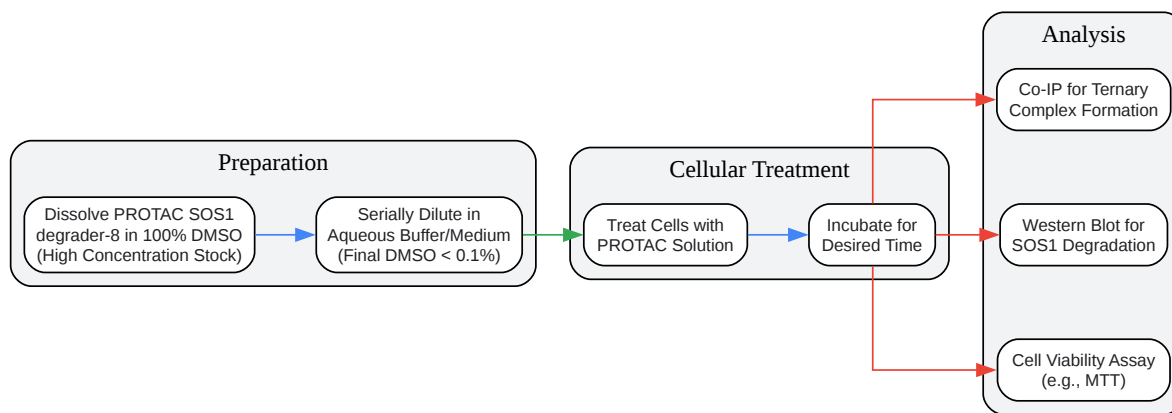 Preparation
Dissolve PROTAC SOS1
degrader-8 in 100% DMSO
(High Concentration Stock)
Serially Dilute in
Aqueous Buffer/Medium
(Final DMSO < 0.1%)
Cellular Treatment
Treat Cells with
PROTAC Solution
Incubate for
Desired Time
Analysis
Co-IP for Ternary
Complex Formation
Western Blot for
SOS1 Degradation
Cell Viability Assay
(e.g., MTT)